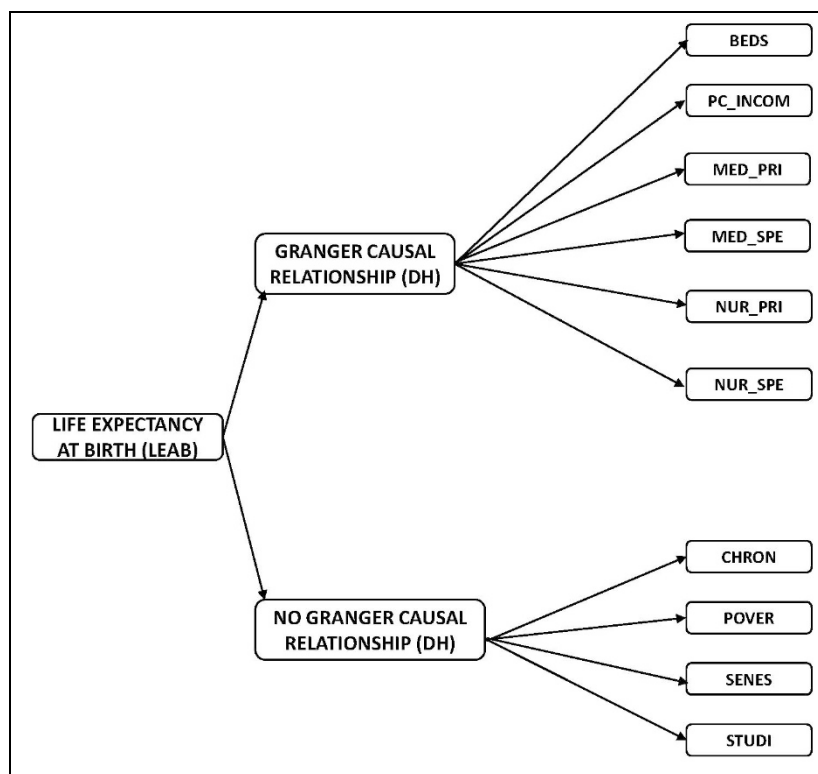 BEDS
PC_INCOM
MED_PRI
MED_SPE
NUR_PRI
NUR_SPE
GRANGER CAUSAL
RELATIONSHIP (DH)
LIFE EXPECTANCY
AT BIRTH (LEAB)
NO GRANGER CAUSAL
RELATIONSHIP (DH)
CHRON
POVER
SENES
STUDI